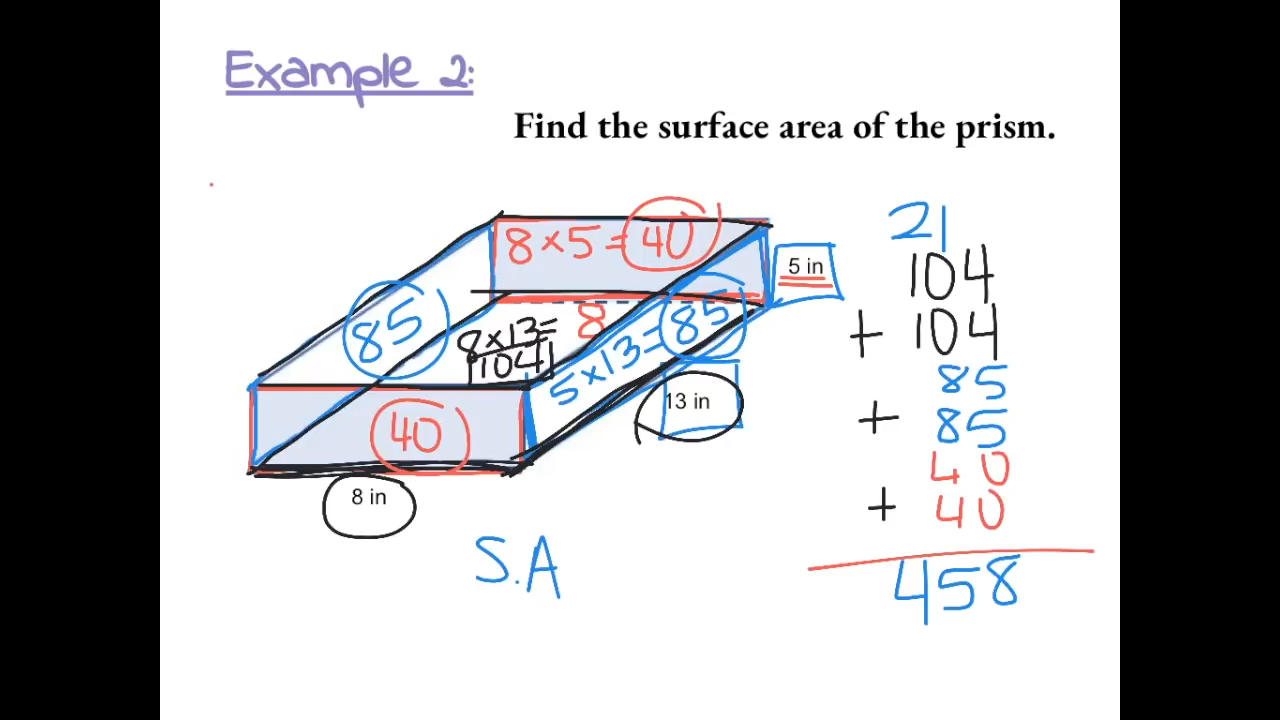 Example 2:
Find the surface area of the prism.
8 × 5 = 40
5 in
85
8 × 13 =
104
8
5 × 13 = 85
13 in
40
8 in
S.A
21
104
+ 104
85
+ 85
40
+ 40
458